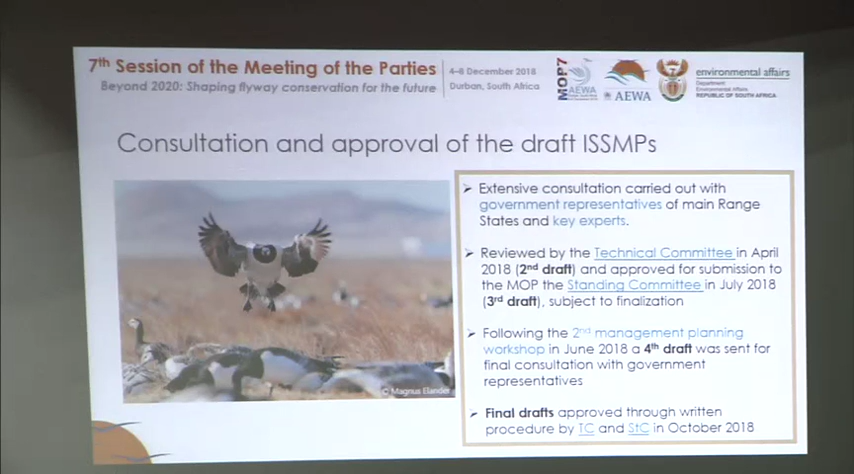 7th Session of the Meeting of the Parties
Beyond 2020: Shaping flyway conservation for the future
4–8 December 2018
Durban, South Africa
MOP7
AEWA
AEWA
environmental affairs
Department:
Environmental Affairs
REPUBLIC OF SOUTH AFRICA
Consultation and approval of the draft ISSMPs
© Magnus Elander
➢ Extensive consultation carried out with
government representatives of main Range
States and key experts.
➢ Reviewed by the Technical Committee in April
2018 (2nd draft) and approved for submission to
the MOP the Standing Committee in July 2018
(3rd draft), subject to finalization
➢ Following the 2nd management planning
workshop in June 2018 a 4th draft was sent for
final consultation with government
representatives
➢ Final drafts approved through written
procedure by TC and StC in October 2018